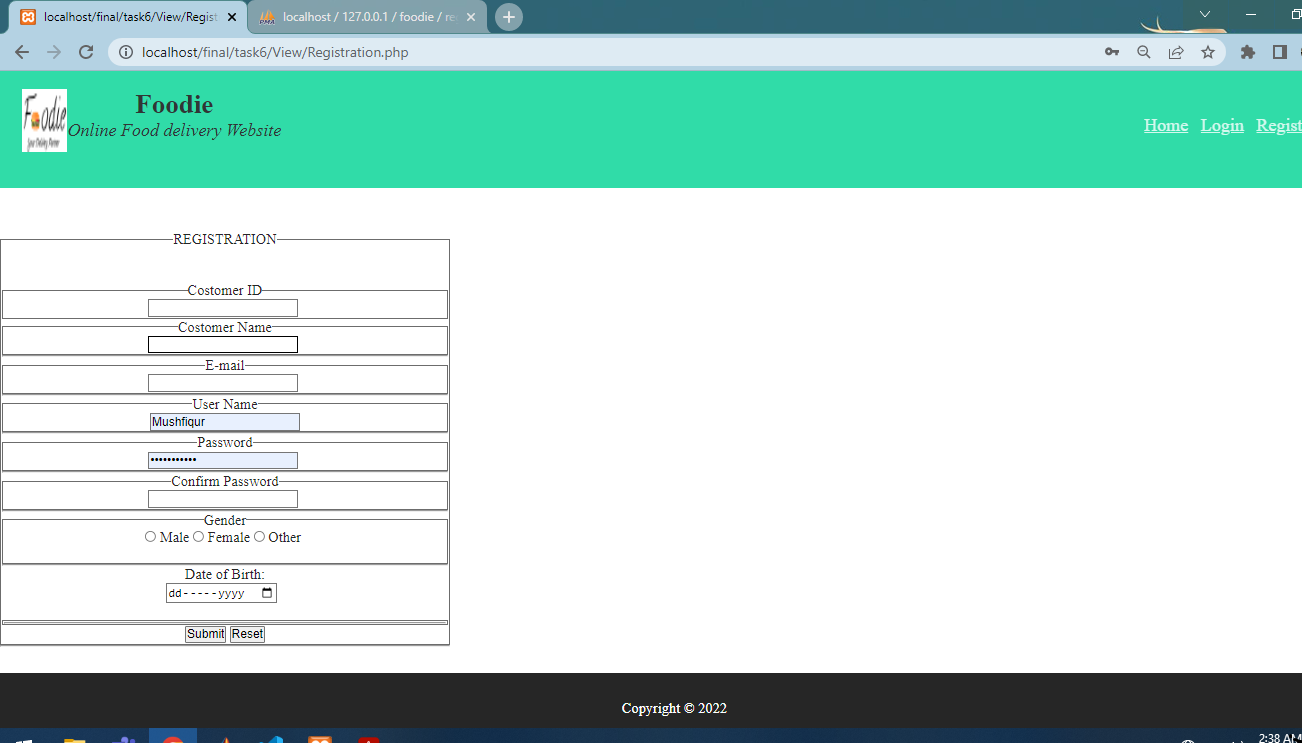 localhost/final/task6/View/Regist
localhost / 127.0.0.1 / foodie / re
localhost/final/task6/View/Registration.php
Foodie
Foodie
Online Food delivery Website
Home Login Regist
REGISTRATION
Costomer ID
Costomer Name
E-mail
User Name
Mushfiqur
Password
•••••••••••
Confirm Password
Gender
Male Female Other
Date of Birth:
dd-----yyyy
Submit Reset
Copyright © 2022
2:38 AM